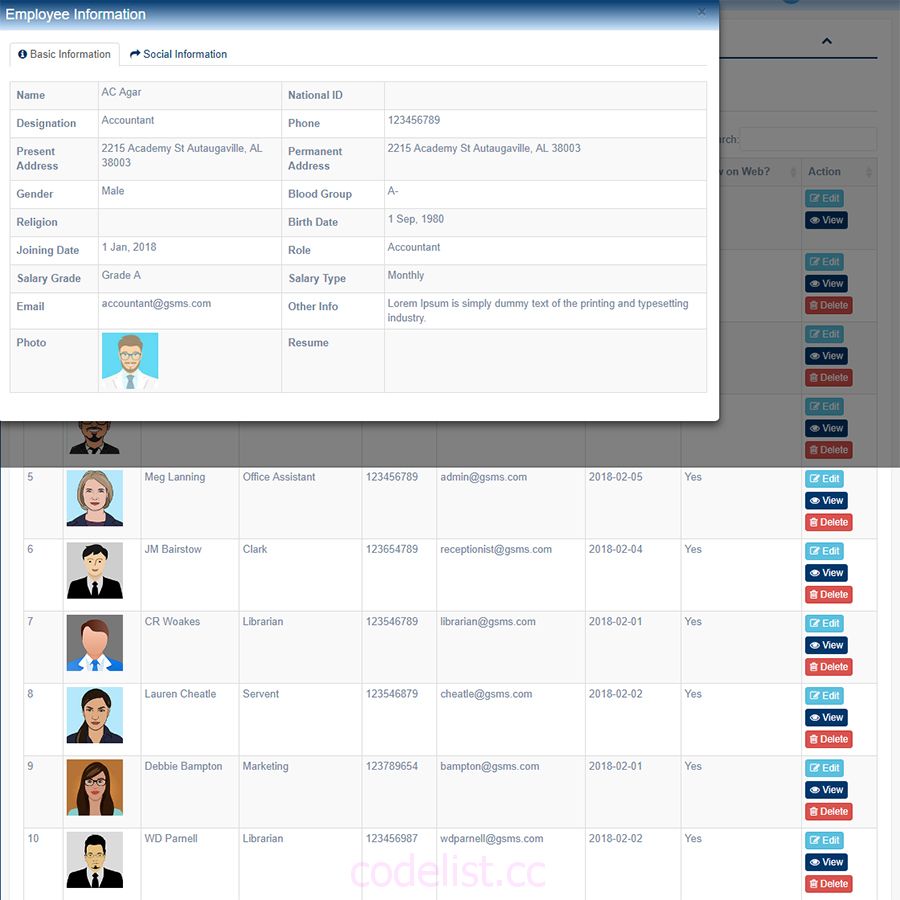 Employee Information ×
Basic Information Social Information
Name AC Agar National ID
Designation Accountant Phone 123456789
Present Address 2215 Academy St Autaugaville, AL 38003 Permanent Address 2215 Academy St Autaugaville, AL 38003
Gender Male Blood Group A-
Religion Birth Date 1 Sep, 1980
Joining Date 1 Jan, 2018 Role Accountant
Salary Grade Grade A Salary Type Monthly
Email accountant@gsms.com Other Info Lorem Ipsum is simply dummy text of the printing and typesetting industry.
Photo Resume
rch:
on Web? Action
Edit
View
Edit
View
Delete
Edit
View
Delete
Edit
View
Delete
5 Meg Lanning Office Assistant 123456789 admin@gsms.com 2018-02-05 Yes Edit
View
Delete
6 JM Bairstow Clark 123654789 receptionist@gsms.com 2018-02-04 Yes Edit
View
Delete
7 CR Woakes Librarian 123546789 librarian@gsms.com 2018-02-01 Yes Edit
View
Delete
8 Lauren Cheatle Servent 123546879 cheatle@gsms.com 2018-02-02 Yes Edit
View
Delete
9 Debbie Bampton Marketing 123789654 bampton@gsms.com 2018-02-01 Yes Edit
View
Delete
10 WD Parnell Librarian 123456987 wdparnell@gsms.com 2018-02-02 Yes Edit
View
Delete
codelist.cc